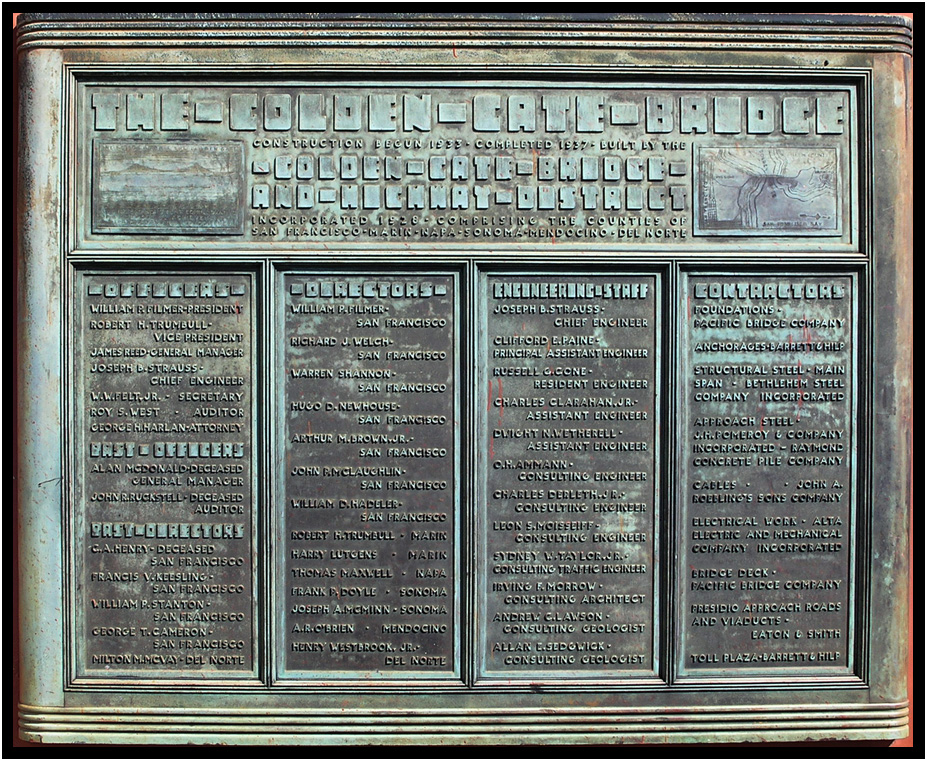 THE-GOLDEN-GATE-BRIDGE
CONSTRUCTION BEGUN 1933 · COMPLETED 1937 · BUILT BY THE
-GOLDEN-GATE-BRIDGE-
AND-HIGHWAY-DISTRICT
INCORPORATED 1928 · COMPRISING THE COUNTIES OF
SAN FRANCISCO·MARIN·NAPA·SONOMA·MENDOCINO·DEL NORTE
-OFFICERS-
WILLIAM P. FILMER-PRESIDENT
ROBERT H. TRUMBULL-
VICE PRESIDENT
JAMES REED-GENERAL MANAGER
JOSEPH B. STRAUSS-
CHIEF ENGINEER
W.W. FELT, JR. - SECRETARY
ROY S. WEST · AUDITOR
GEORGE H. HARLAN-ATTORNEY
PAST-OFFICERS
ALAN MCDONALD-DECEASED
GENERAL MANAGER
JOHN R. RUCKSTELL-DECEASED
AUDITOR
PAST-DIRECTORS
C.A. HENRY-DECEASED
SAN FRANCISCO
FRANCIS V. KEESLING-
SAN FRANCISCO
WILLIAM P. STANTON-
SAN FRANCISCO
GEORGE T. CAMERON-
SAN FRANCISCO
MILTON M. MCVAY-DEL NORTE
-DIRECTORS-
WILLIAM P. FILMER-
SAN FRANCISCO
RICHARD J. WELCH-
SAN FRANCISCO
WARREN SHANNON-
SAN FRANCISCO
HUGO D. NEWHOUSE-
SAN FRANCISCO
ARTHUR M. BROWN, JR.-
SAN FRANCISCO
JOHN P. MCLAUGHLIN-
SAN FRANCISCO
WILLIAM D. HADELER-
SAN FRANCISCO
ROBERT H. TRUMBULL · MARIN
HARRY LUTGENS · MARIN
THOMAS MAXWELL · NAPA
FRANK P. DOYLE · SONOMA
JOSEPH A. MCMINN · SONOMA
A.R. O'BRIEN · MENDOCINO
HENRY WESTBROOK, JR.-
DEL NORTE
ENGINEERING-STAFF
JOSEPH B. STRAUSS-
CHIEF ENGINEER
CLIFFORD E. PAINE-
PRINCIPAL ASSISTANT ENGINEER
RUSSELL G. CONE-
RESIDENT ENGINEER
CHARLES CLARAHAN, JR.-
ASSISTANT ENGINEER
DWIGHT N. WETHERELL-
ASSISTANT ENGINEER
O.H. AMMANN-
CONSULTING ENGINEER
CHARLES DERLETH, JR.-
CONSULTING ENGINEER
LEON S. MOISSEIFF-
CONSULTING ENGINEER
SYDNEY W. TAYLOR, JR.-
CONSULTING TRAFFIC ENGINEER
IRVING F. MORROW-
CONSULTING ARCHITECT
ANDREW C. LAWSON-
CONSULTING GEOLOGIST
ALLAN E. SEDGWICK-
CONSULTING GEOLOGIST
CONTRACTORS
FOUNDATIONS-
PACIFIC BRIDGE COMPANY
ANCHORAGES·BARRETT & HILP
STRUCTURAL STEEL · MAIN
SPAN · BETHLEHEM STEEL
COMPANY INCORPORATED
APPROACH STEEL-
J.H. POMEROY & COMPANY
INCORPORATED - RAYMOND
CONCRETE PILE COMPANY
CABLES · · JOHN A.
ROEBLING'S SONS COMPANY
ELECTRICAL WORK · ALTA
ELECTRIC AND MECHANICAL
COMPANY INCORPORATED
BRIDGE DECK-
PACIFIC BRIDGE COMPANY
PRESIDIO APPROACH ROADS
AND VIADUCTS-
EATON & SMITH
TOLL PLAZA·BARRETT & HILP